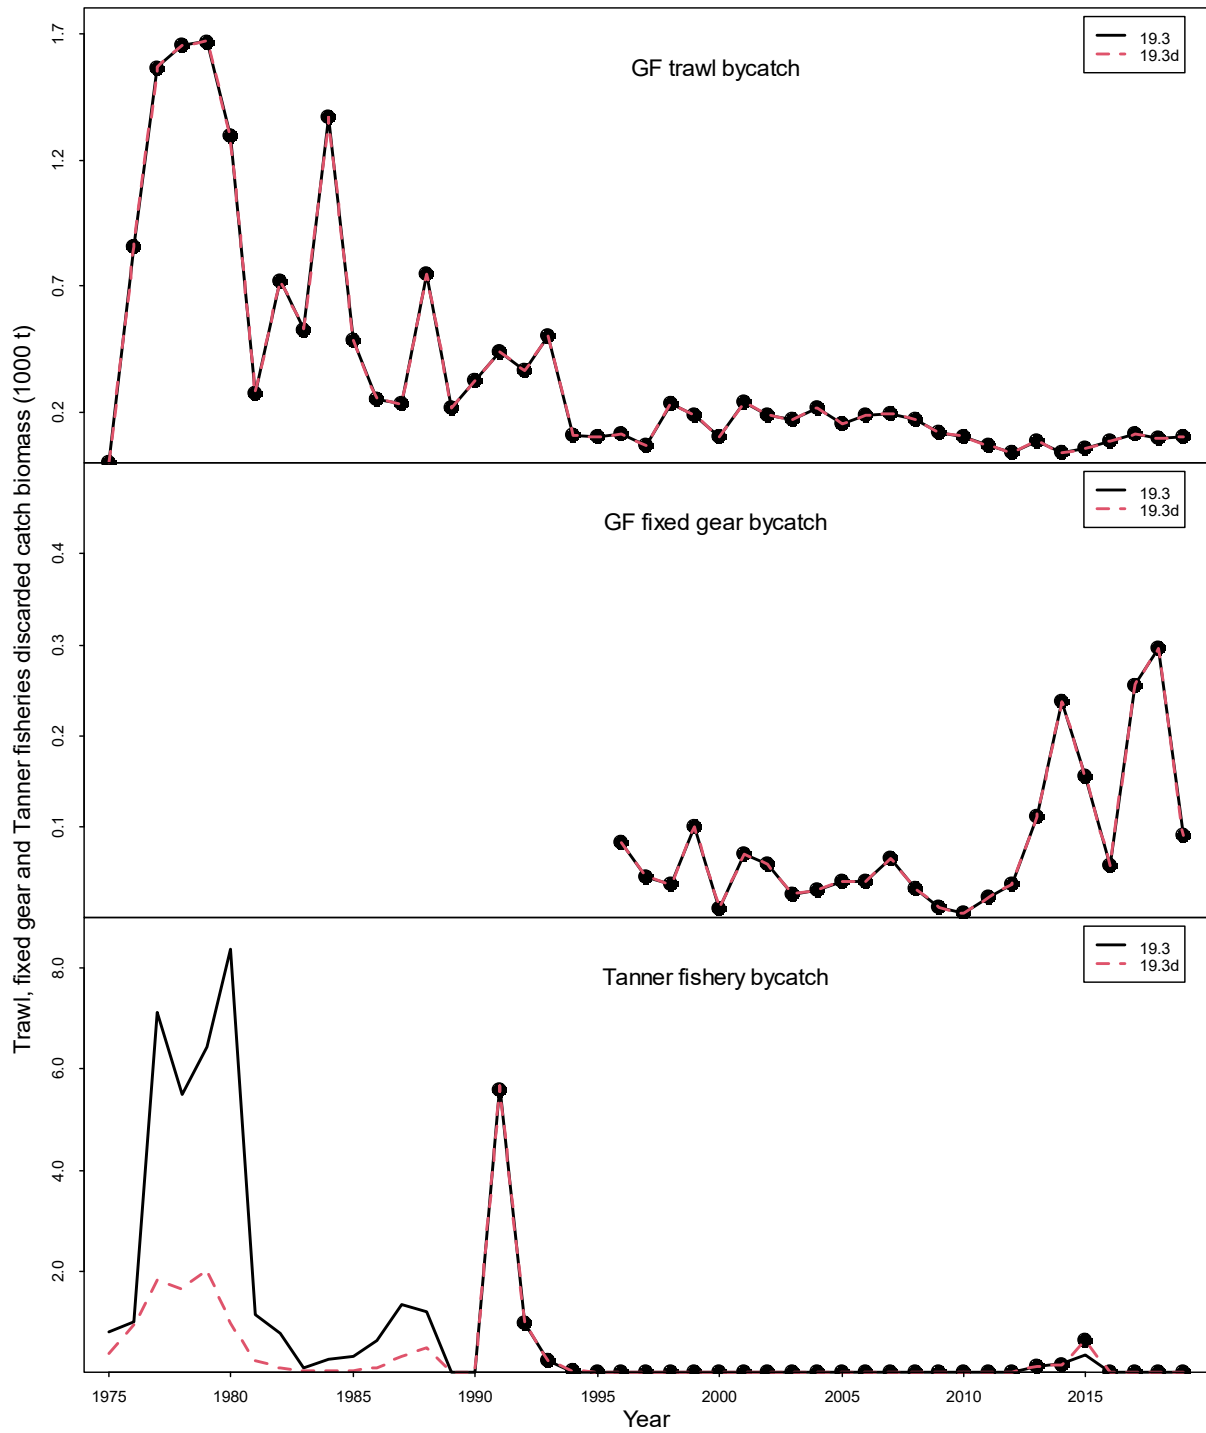 Trawl, fixed gear and Tanner fisheries discarded catch biomass (1000 t)
GF trawl bycatch
19.3
19.3d
1.7
1.2
0.7
0.2
GF fixed gear bycatch
19.3
19.3d
0.4
0.3
0.2
0.1
Tanner fishery bycatch
19.3
19.3d
8.0
6.0
4.0
2.0
1975 1980 1985 1990 1995 2000 2005 2010 2015
Year